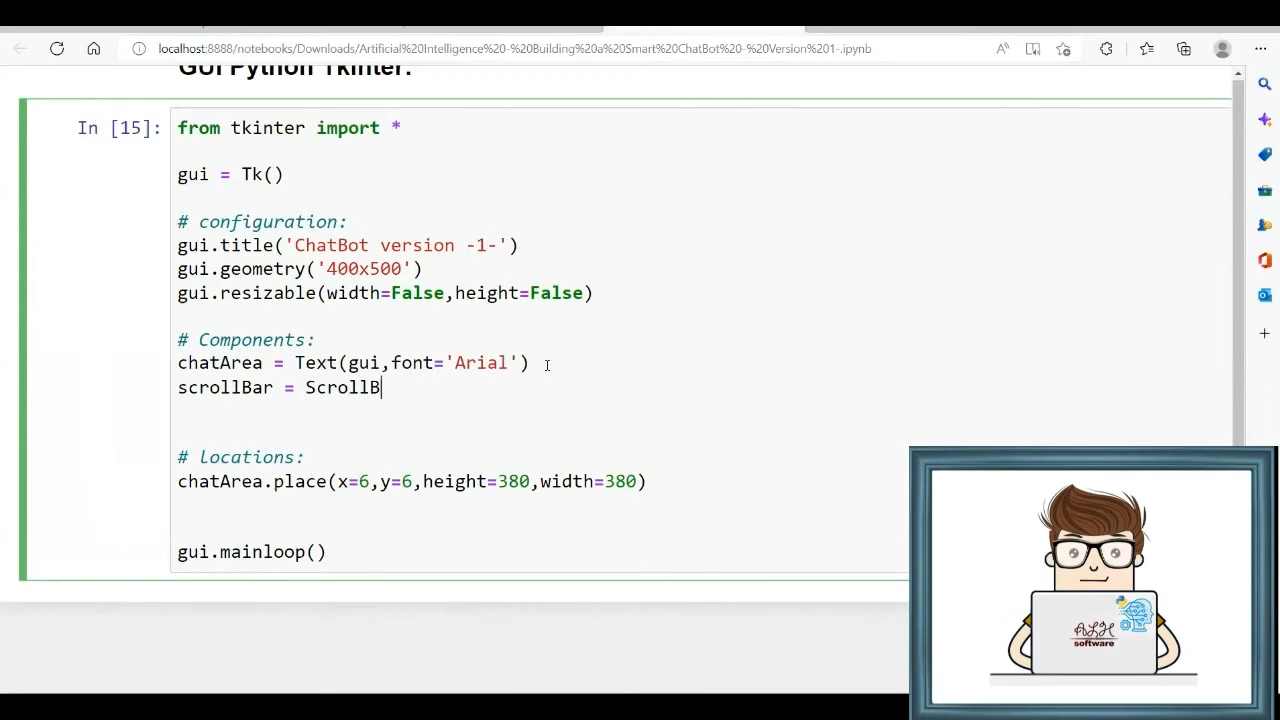 localhost:8888/notebooks/Downloads/Artificial%20Intelligence%20-%20Building%20a%20Smart%20ChatBot%20-%20Version%201-.ipynb
GUI Python Tkinter:
In [15]:
from tkinter import *
gui = Tk()
# configuration:
gui.title('ChatBot version -1-')
gui.geometry('400x500')
gui.resizable(width=False,height=False)
# Components:
chatArea = Text(gui,font='Arial')
scrollBar = ScrollB
# locations:
chatArea.place(x=6,y=6,height=380,width=380)
gui.mainloop()
ALH
software